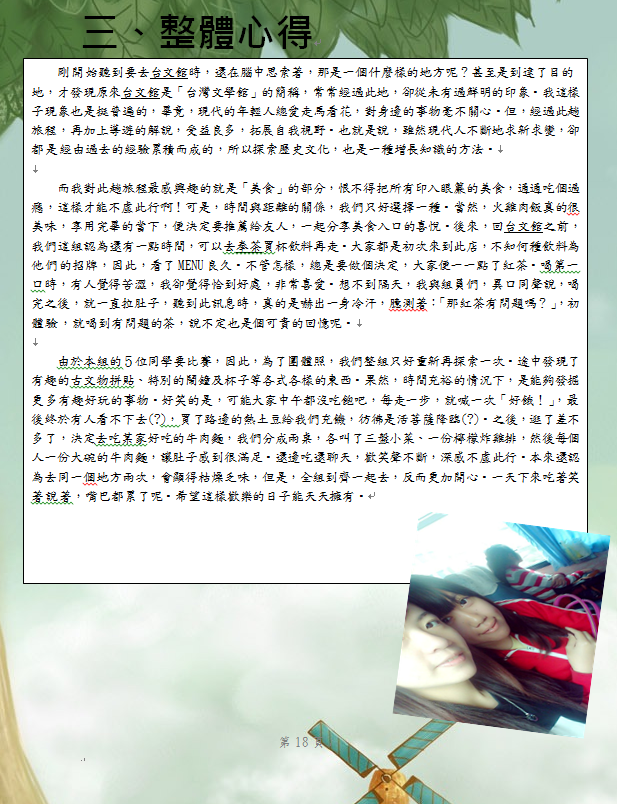 三、整體心得
剛開始聽到要去台文館時，還在腦中思索著，那是一個什麼樣的地方呢？甚至是到達了目的
地，才發現原來台文館是「台灣文學館」的簡稱，常常經過此地，卻從未有過鮮明的印象。我這樣
子現象也是挺普遍的，畢竟，現代的年輕人總愛走馬看花，對身邊的事物毫不關心。但，經過此趟
旅程，再加上導遊的解說，受益良多，拓展自我視野。也就是說，雖然現代人不斷地求新求變，卻
都是經由過去的經驗累積而成的，所以探索歷史文化，也是一種增長知識的方法。
而我對此趟旅程最感興趣的就是「美食」的部分，恨不得把所有印入眼簾的美食，通通吃個過
癮，這樣才能不虛此行啊！可是，時間與距離的關係，我們只好選擇一種。當然，火雞肉飯真的很
美味，享用完畢的當下，便決定要推薦給友人，一起分享美食入口的喜悅。後來，回台文館之前，
我們這組認為還有一點時間，可以去奉茶買杯飲料再走。大家都是初次來到此店，不知何種飲料為
他們的招牌，因此，看了MENU良久。不管怎樣，總是要做個決定，大家便一一點了紅茶。喝第一
口時，有人覺得苦澀，我卻覺得恰到好處，非常喜愛。想不到隔天，我與組員們，異口同聲說，喝
完之後，就一直拉肚子，聽到此訊息時，真的是嚇出一身冷汗，臆測著：「那紅茶有問題嗎？」，初
體驗，就喝到有問題的茶，說不定也是個可貴的回憶呢。
由於本組的5位同學要比賽，因此，為了團體照，我們整組只好重新再探索一次。途中發現了
有趣的古文物拼貼、特別的鬧鐘及杯子等各式各樣的東西。果然，時間充裕的情況下，是能夠發掘
更多有趣好玩的事物。好笑的是，可能大家中午都沒吃飽吧，每走一步，就喊一次「好餓！」，最
後終於有人看不下去(?)，買了路邊的熱土豆給我們充饑，彷彿是活菩薩降臨(?)。之後，逛了差不
多了，決定去吃某家好吃的牛肉麵，我們分成兩桌，各叫了三盤小菜、一份檸檬炸雞排，然後每個
人一份大碗的牛肉麵，讓肚子感到很滿足。還邊吃還聊天，歡笑聲不斷，深感不虛此行。本來還認
為去同一個地方兩次，會顯得枯燥乏味，但是，全組到齊一起去，反而更加開心。一天下來吃著笑
著說著，嘴巴都累了呢。希望這樣歡樂的日子能天天擁有。
第 18 頁